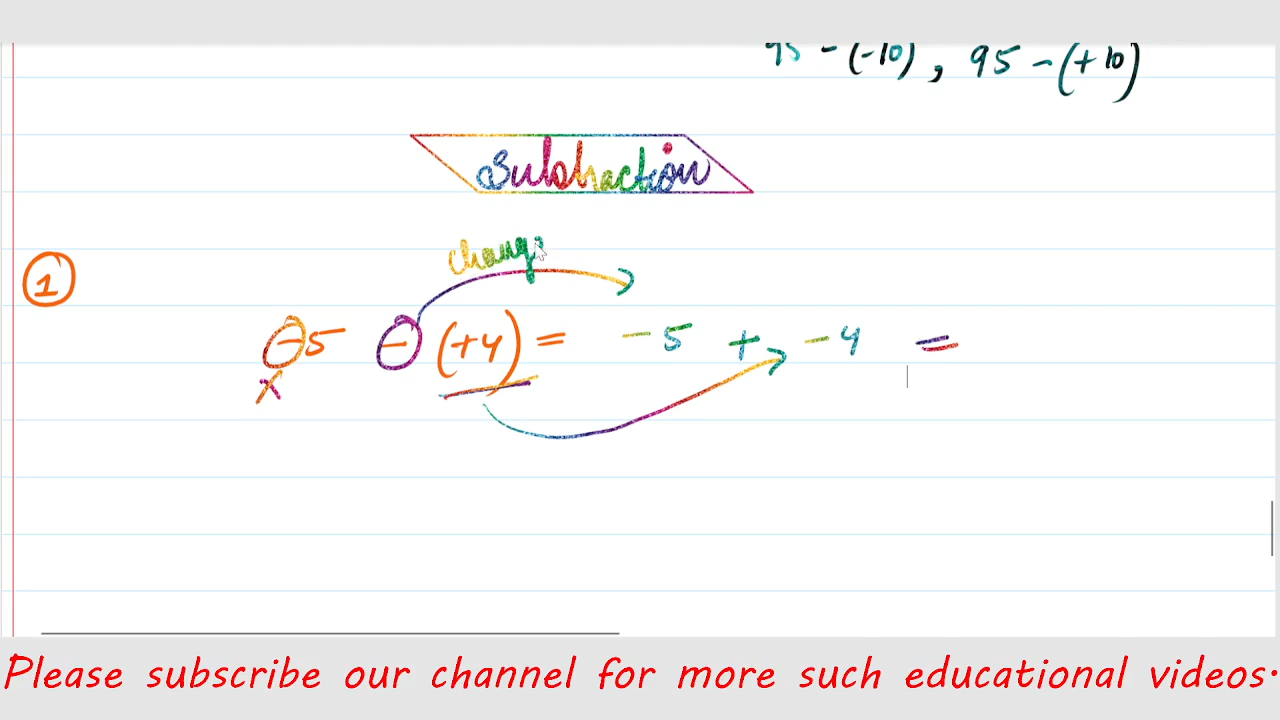 95 -(-10) , 95 -(+10)
Subtraction
change
1
-5 - (+4) = -5 + -4 =
x
Please subscribe our channel for more such educational videos.